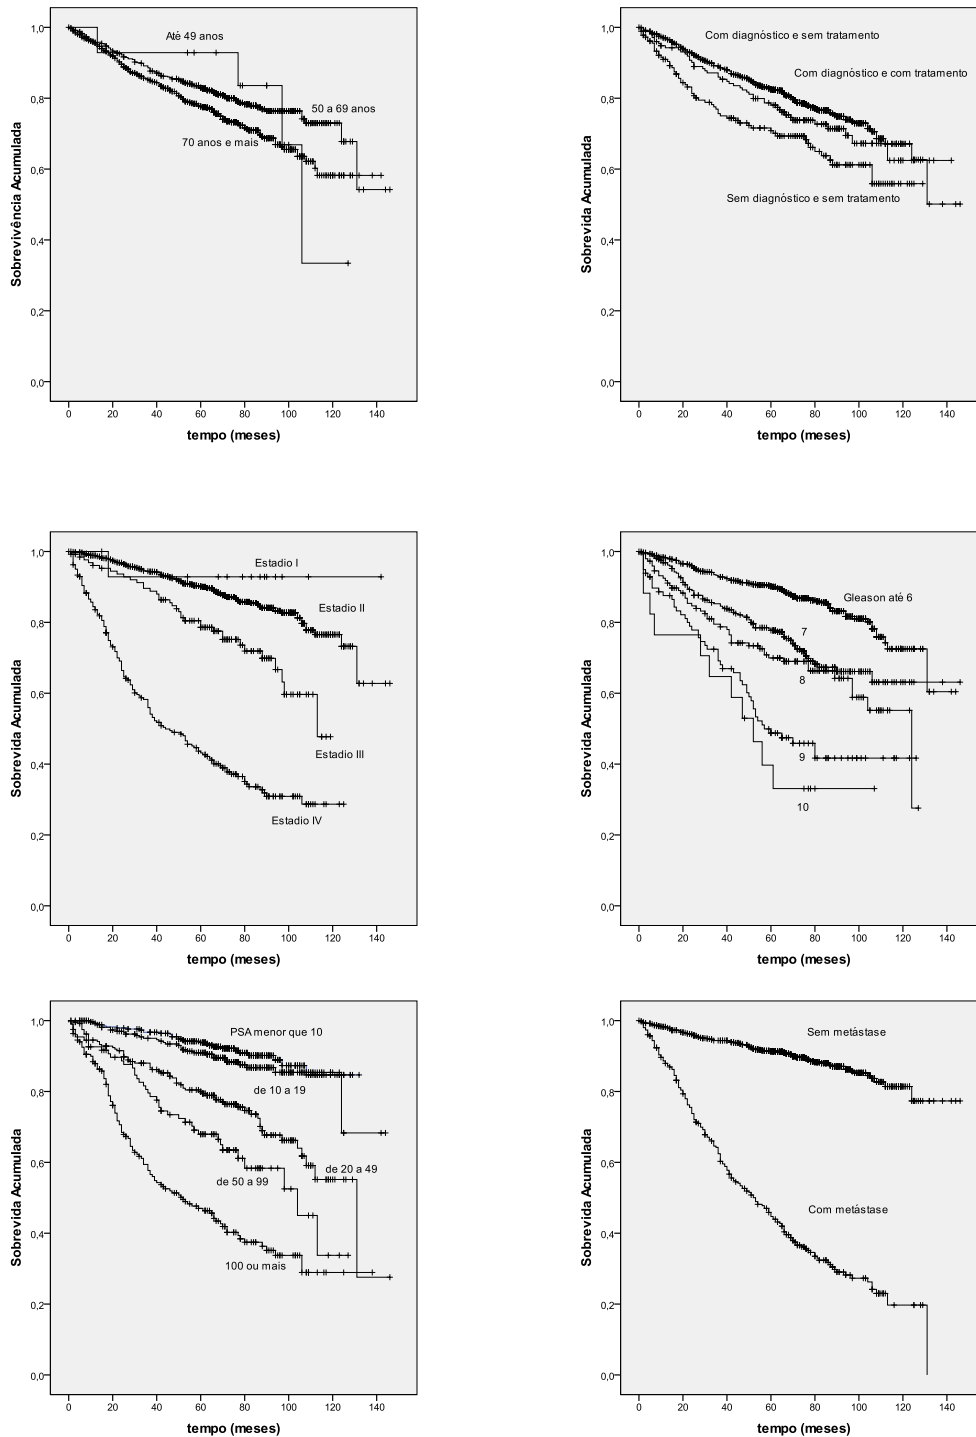 1,0
0,8
0,6
0,4
0,2
0,0
Sobrevivência Acumulada
Até 49 anos
50 a 69 anos
70 anos e mais
0 20 40 60 80 100 120 140
tempo (meses)
1,0
0,8
0,6
0,4
0,2
0,0
Sobrevida Acumulada
Com diagnóstico e sem tratamento
Com diagnóstico e com tratamento
Sem diagnóstico e sem tratamento
0 20 40 60 80 100 120 140
tempo (meses)
1,0
0,8
0,6
0,4
0,2
0,0
Sobrevida Acumulada
Estadio I
Estadio II
Estadio III
Estadio IV
0 20 40 60 80 100 120 140
tempo (meses)
1,0
0,8
0,6
0,4
0,2
0,0
Sobrevida Acumulada
Gleason até 6
7
8
9
10
0 20 40 60 80 100 120 140
tempo (meses)
1,0
0,8
0,6
0,4
0,2
0,0
Sobrevida Acumulada
PSA menor que 10
de 10 a 19
de 20 a 49
de 50 a 99
100 ou mais
0 20 40 60 80 100 120 140
tempo (meses)
1,0
0,8
0,6
0,4
0,2
0,0
Sobrevida Acumulada
Sem metástase
Com metástase
0 20 40 60 80 100 120 140
tempo (meses)